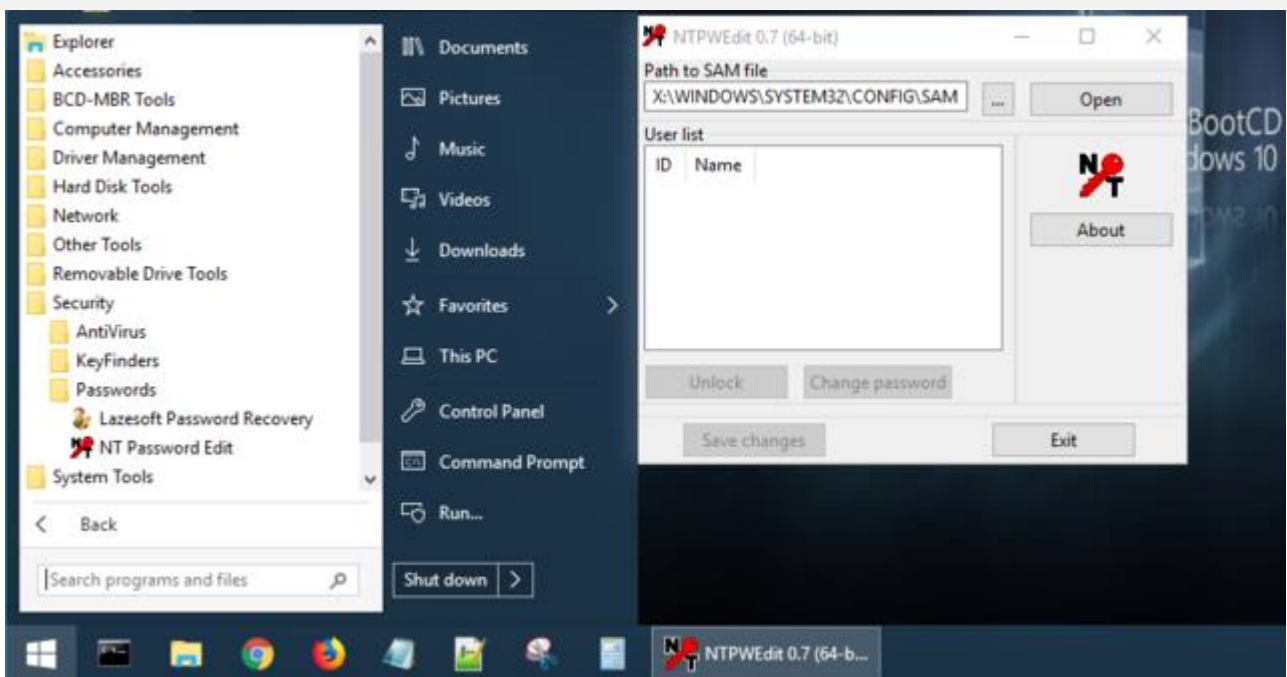 Explorer
Accessories
BCD-MBR Tools
Computer Management
Driver Management
Hard Disk Tools
Network
Other Tools
Removable Drive Tools
Security
AntiVirus
KeyFinders
Passwords
Lazesoft Password Recovery
NT Password Edit
System Tools
Back
Search programs and files
Documents
Pictures
Music
Videos
Downloads
Favorites
This PC
Control Panel
Command Prompt
Run...
Shut down
NTPWEdit 0.7 (64-bit)
Path to SAM file
X:\WINDOWS\SYSTEM32\CONFIG\SAM
...
Open
User list
ID Name
NT
About
Unlock
Change password
Save changes
Exit
BootCD
dows 10
NTPWEdit 0.7 (64-b...